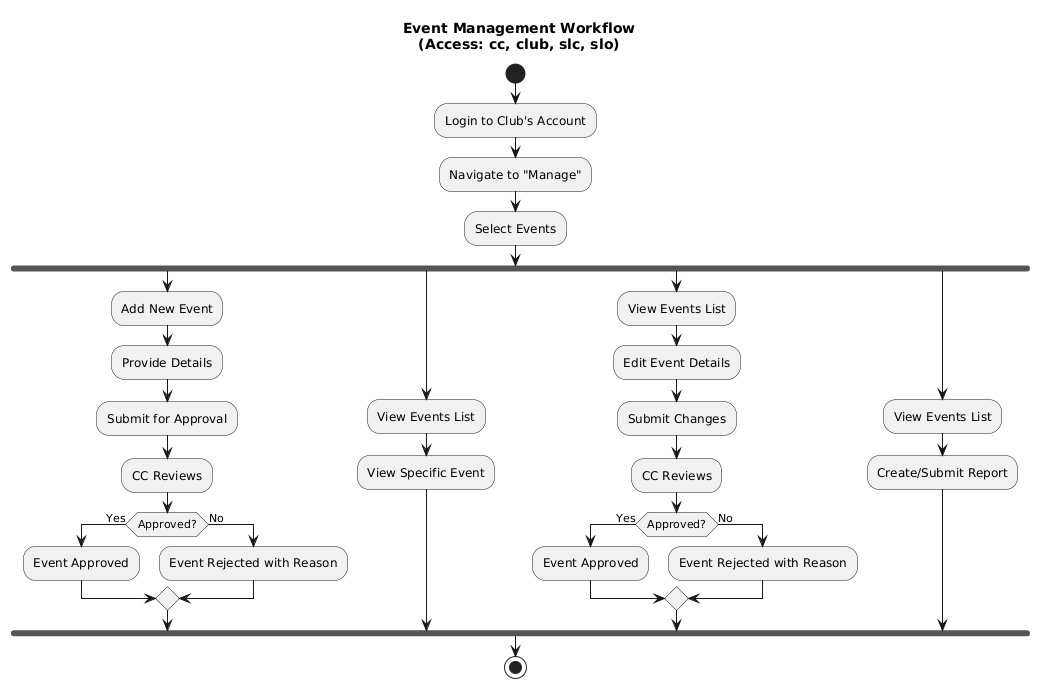 Event Management Workflow
(Access: cc, club, slc, slo)
Login to Club's Account
Navigate to "Manage"
Select Events
Add New Event
Provide Details
Submit for Approval
CC Reviews
Approved?
Yes
No
Event Approved
Event Rejected with Reason
View Events List
View Specific Event
View Events List
Edit Event Details
Submit Changes
CC Reviews
Approved?
Yes
No
Event Approved
Event Rejected with Reason
View Events List
Create/Submit Report